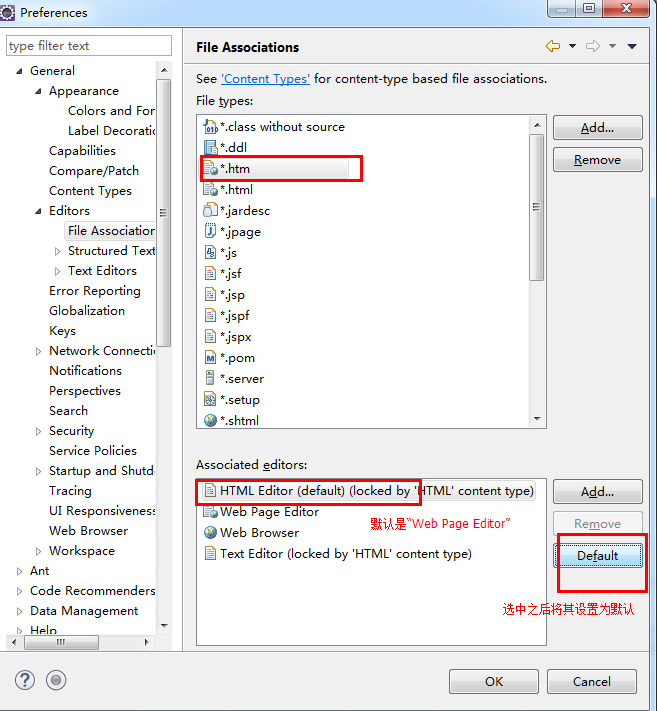 Preferences
type filter text
General
Appearance
Colors and For
Label Decoratic
Capabilities
Compare/Patch
Content Types
Editors
File Association
Structured Text
Text Editors
Error Reporting
Globalization
Keys
Network Connectic
Notifications
Perspectives
Search
Security
Service Policies
Startup and Shutd
Tracing
UI Responsiveness
Web Browser
Workspace
Ant
Code Recommenders
Data Management
Help
File Associations
See 'Content Types' for content-type based file associations.
File types:
*.class without source
*.ddl
*.htm
*.html
*.jardesc
*.jpage
*.js
*.jsf
*.jsp
*.jspf
*.jspx
*.pom
*.server
*.setup
*.shtml
Add...
Remove
Associated editors:
HTML Editor (default) (locked by 'HTML' content type)
Web Page Editor
默认是“Web Page Editor”
Web Browser
Text Editor (locked by 'HTML' content type)
Add...
Remove
Default
选中之后将其设置为默认
OK
Cancel